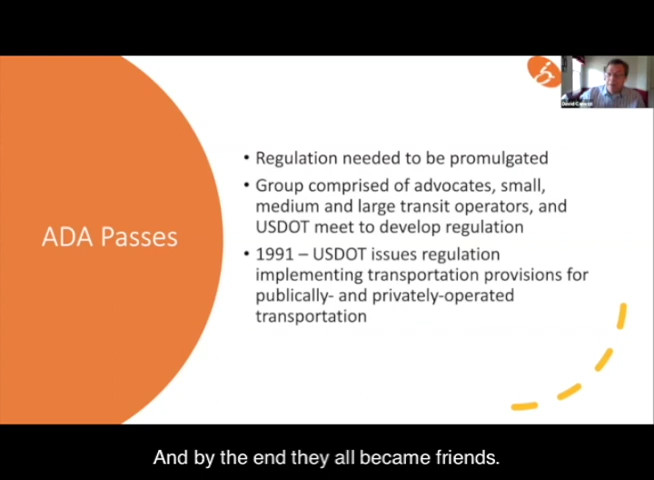 ADA Passes
• Regulation needed to be promulgated
• Group comprised of advocates, small,
medium and large transit operators, and
USDOT meet to develop regulation
• 1991 – USDOT issues regulation
implementing transportation provisions for
publically- and privately-operated
transportation
And by the end they all became friends.